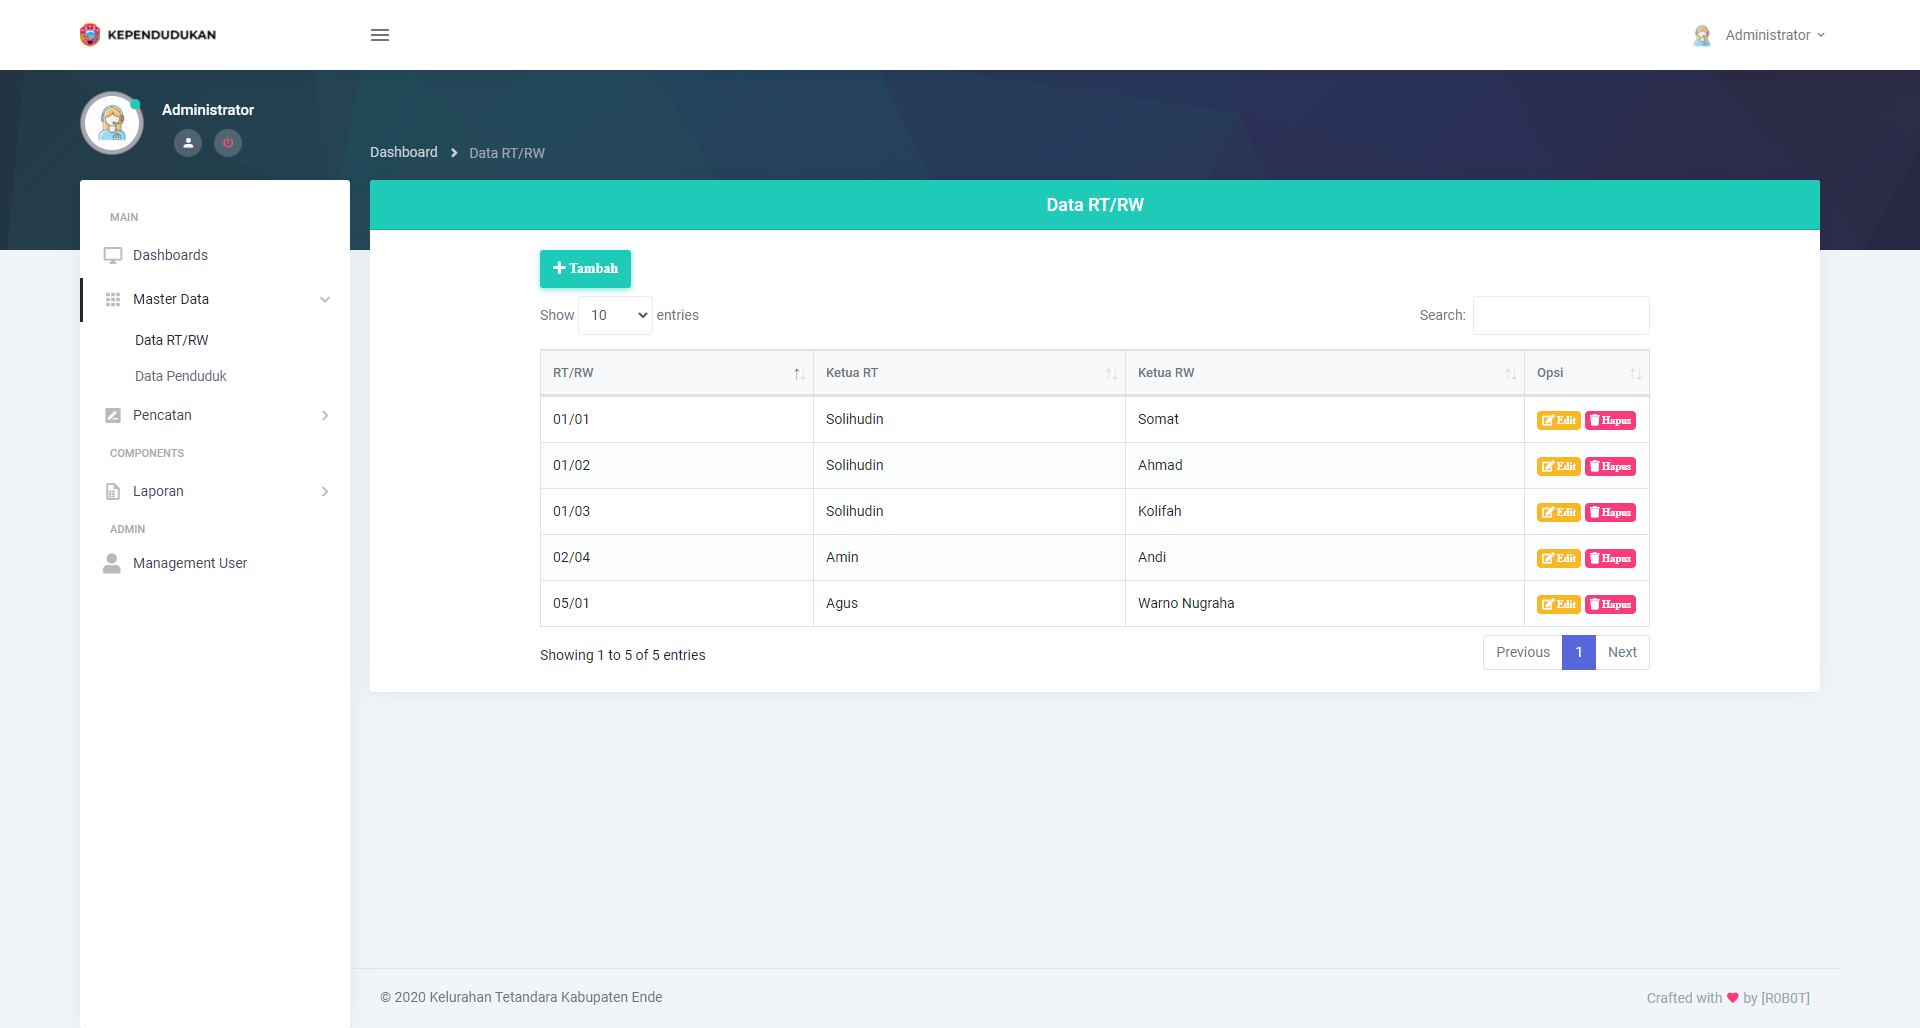 KEPENDUDUKAN
Administrator
Administrator
Dashboard > Data RT/RW
MAIN
Dashboards
Master Data
Data RT/RW
Data Penduduk
Pencatan
COMPONENTS
Laporan
ADMIN
Management User
Data RT/RW
Tambah
Show 10 entries
Search:
RT/RW Ketua RT Ketua RW Opsi
01/01 Solihudin Somat Edit Hapus
01/02 Solihudin Ahmad Edit Hapus
01/03 Solihudin Kolifah Edit Hapus
02/04 Amin Andi Edit Hapus
05/01 Agus Warno Nugraha Edit Hapus
Showing 1 to 5 of 5 entries
Previous 1 Next
© 2020 Kelurahan Tetandara Kabupaten Ende
Crafted with ♥ by [R0B0T]